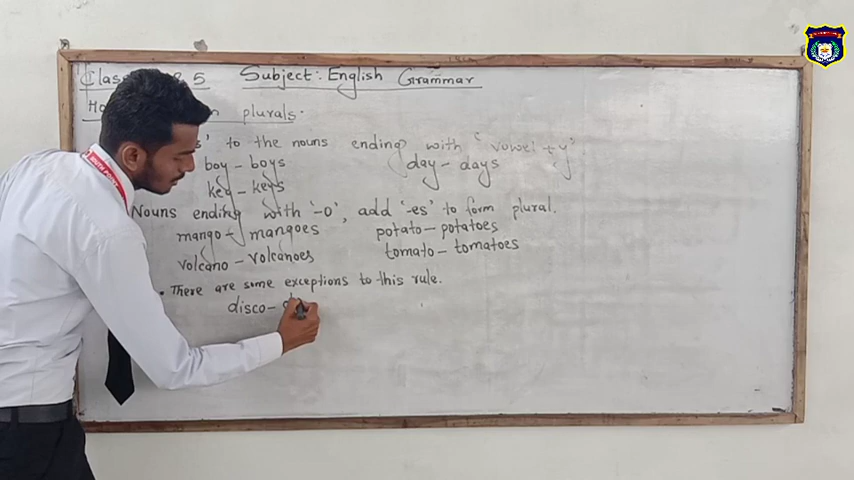 Class 5 Subject: English Grammar
plurals.
to the nouns ending with 'vowel + y'
boy - boys day - days
key - keys
Nouns ending with '-o', add '-es' to form plural.
mango - mangoes potato - potatoes
volcano - volcanoes tomato - tomatoes
• There are some exceptions to this rule.
disco -